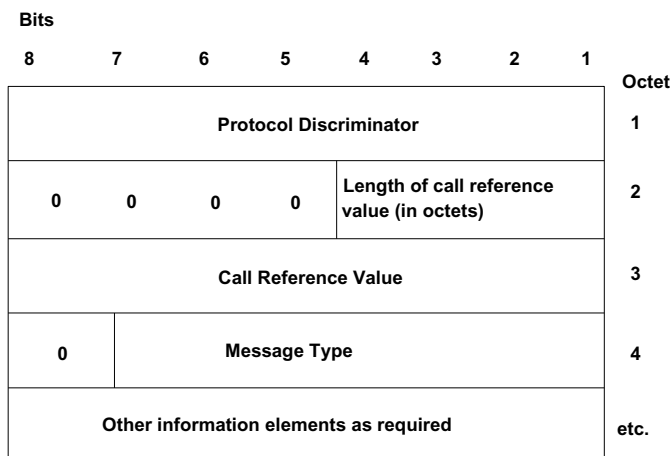 Bits
8 7 6 5 4 3 2 1
Octet
Protocol Discriminator 1
0 0 0 0 Length of call reference 2
value (in octets)
Call Reference Value 3
0 Message Type 4
Other information elements as required etc.